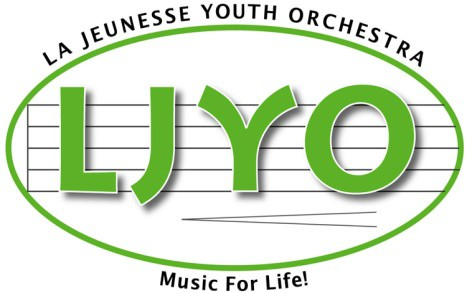 LA JEUNESSE YOUTH ORCHESTRA
LJYO
Music For Life!